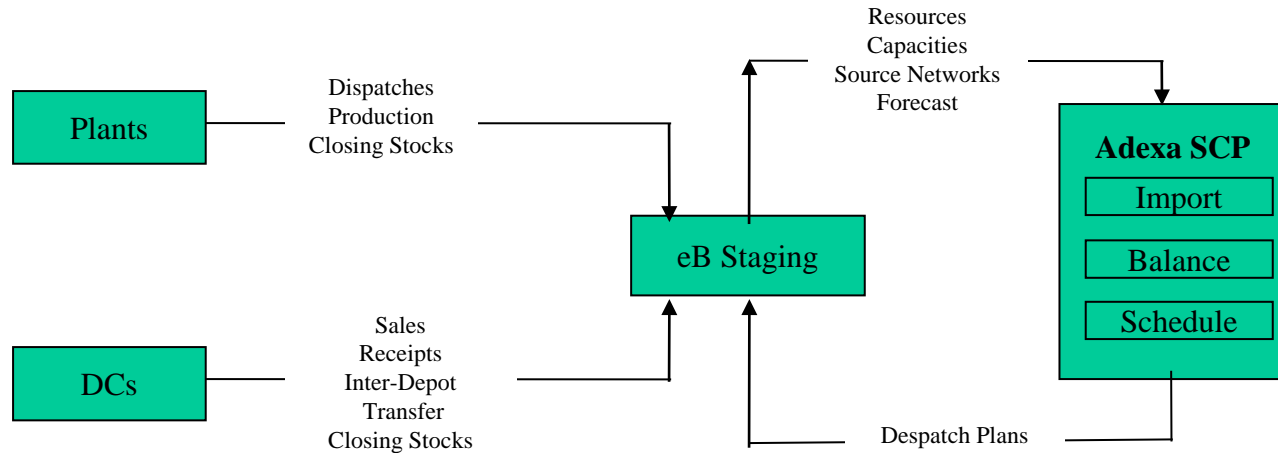 Resources
Capacities
Source Networks
Forecast
Dispatches
Production
Closing Stocks
Plants
Adexa SCP
Import
Balance
Schedule
eB Staging
Sales
Receipts
Inter-Depot
Transfer
Closing Stocks
DCs
Despatch Plans